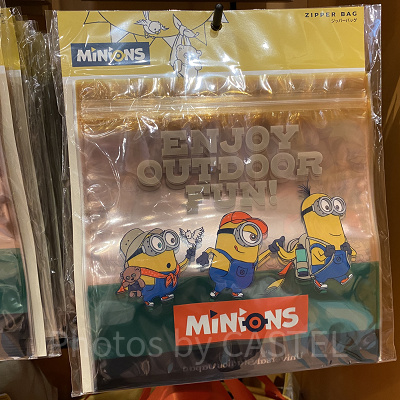 MiNiONS
ZIPPER BAG
ジッパーバッグ
ENJOY
OUTDOOR
FUN!
MiNiONS
Photos by CASTEL